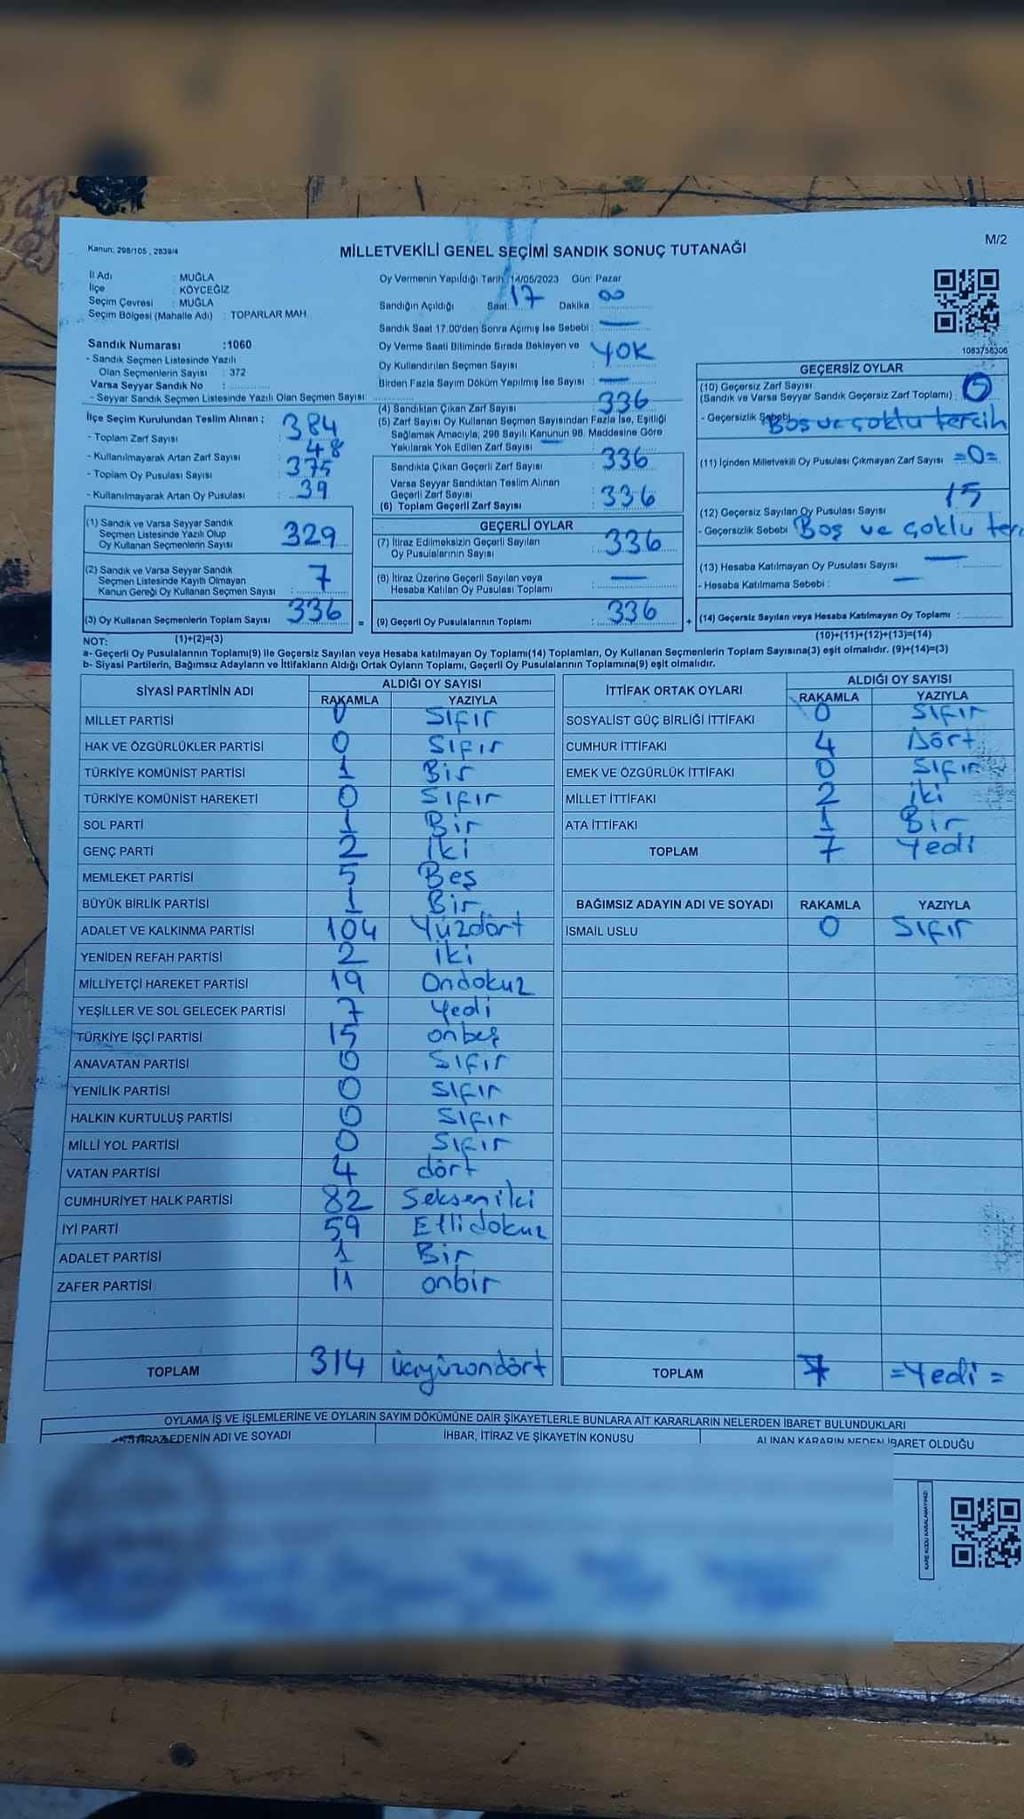 Kanun: 298/105 , 2839/4
MİLLETVEKİLİ GENEL SEÇİMİ SANDIK SONUÇ TUTANAĞI
M/2
İl Adı : MUĞLA
İlçe : KÖYCEĞİZ
Seçim Çevresi : MUĞLA
Seçim Bölgesi (Mahalle Adı) : TOPARLAR MAH.
Sandık Numarası :1060
- Sandık Seçmen Listesinde Yazılı
Olan Seçmenlerin Sayısı : 372
Varsa Seyyar Sandık No :
- Seyyar Sandık Seçmen Listesinde Yazılı Olan Seçmen Sayısı :
Oy Vermenin Yapıldığı Tarih :14/05/2023 Gün: Pazar
Sandığın Açıldığı Saat: 17 Dakika : 00
Sandık Saat 17.00'den Sonra Açılmış İse Sebebi : —
Oy Verme Saati Bitiminde Sırada Bekleyen ve
Oy Kullandırılan Seçmen Sayısı : YOK
Birden Fazla Sayım Döküm Yapılmış İse Sayısı : —
1083758306
İlçe Seçim Kurulundan Teslim Alınan ;
- Toplam Zarf Sayısı : 384
- Kullanılmayarak Artan Zarf Sayısı : 48
- Toplam Oy Pusulası Sayısı : 375
- Kullanılmayarak Artan Oy Pusulası : 39
(1) Sandık ve Varsa Seyyar Sandık
Seçmen Listesinde Yazılı Olup
Oy Kullanan Seçmenlerin Sayısı : 329
(2) Sandık ve Varsa Seyyar Sandık
Seçmen Listesinde Kayıtlı Olmayan
Kanun Gereği Oy Kullanan Seçmen Sayısı : 7
(3) Oy Kullanan Seçmenlerin Toplam Sayısı : 336 =
(4) Sandıktan Çıkan Zarf Sayısı : 336
(5) Zarf Sayısı Oy Kullanan Seçmen Sayısından Fazla İse, Eşitliği
Sağlamak Amacıyla, 298 Sayılı Kanunun 98. Maddesine Göre
Yakılarak Yok Edilen Zarf Sayısı : —
Sandıkta Çıkan Geçerli Zarf Sayısı : 336
Varsa Seyyar Sandıktan Teslim Alınan
Geçerli Zarf Sayısı
(6) Toplam Geçerli Zarf Sayısı : 336
GEÇERLİ OYLAR
(7) İtiraz Edilmeksizin Geçerli Sayılan
Oy Pusulalarının Sayısı : 336
(8) İtiraz Üzerine Geçerli Sayılan veya
Hesaba Katılan Oy Pusulası Toplamı : —
(9) Geçerli Oy Pusulalarının Toplamı : 336 +
GEÇERSİZ OYLAR
(10) Geçersiz Zarf Sayısı
(Sandık ve Varsa Seyyar Sandık Geçersiz Zarf Toplamı) :
- Geçersizlik Sebebi Boş ve çoklu tercih
(11) İçinden Milletvekili Oy Pusulası Çıkmayan Zarf Sayısı =0=
(12) Geçersiz Sayılan Oy Pusulası Sayısı 15
- Geçersizlik Sebebi Boş ve çoklu
(13) Hesaba Katılmayan Oy Pusulası Sayısı —
- Hesaba Katılmama Sebebi : —
(14) Geçersiz Sayılan veya Hesaba Katılmayan Oy Toplamı :
NOT: (1)+(2)=(3) (10)+(11)+(12)+(13)=(14)
a- Geçerli Oy Pusulalarının Toplamı(9) ile Geçersiz Sayılan veya Hesaba katılmayan Oy Toplamı(14) Toplamları, Oy Kullanan Seçmenlerin Toplam Sayısına(3) eşit olmalıdır. (9)+(14)=(3)
b- Siyasi Partilerin, Bağımsız Adayların ve İttifakların Aldığı Ortak Oyların Toplamı, Geçerli Oy Pusulalarının Toplamına(9) eşit olmalıdır.
SİYASİ PARTİNİN ADI ALDIĞI OY SAYISI
RAKAMLA YAZIYLA
MİLLET PARTİSİ 0 Sıfır
HAK VE ÖZGÜRLÜKLER PARTİSİ 0 Sıfır
TÜRKİYE KOMÜNİST PARTİSİ 1 Bir
TÜRKİYE KOMÜNİST HAREKETİ 0 Sıfır
SOL PARTİ 1 Bir
GENÇ PARTİ 2 iki
MEMLEKET PARTİSİ 5 Beş
BÜYÜK BİRLİK PARTİSİ 1 Bir
ADALET VE KALKINMA PARTİSİ 104 Yüzdört
YENİDEN REFAH PARTİSİ 2 iki
MİLLİYETÇİ HAREKET PARTİSİ 19 Ondokuz
YEŞİLLER VE SOL GELECEK PARTİSİ 7 Yedi
TÜRKİYE İŞÇİ PARTİSİ 15 onbeş
ANAVATAN PARTİSİ 0 Sıfır
YENİLİK PARTİSİ 0 Sıfır
HALKIN KURTULUŞ PARTİSİ 0 Sıfır
MİLLİ YOL PARTİSİ 0 Sıfır
VATAN PARTİSİ 4 dört
CUMHURİYET HALK PARTİSİ 82 Sekseniki
İYİ PARTİ 59 Ellidokuz
ADALET PARTİSİ 1 Bir
ZAFER PARTİSİ 11 onbir
TOPLAM 314 üçyüzondört
İTTİFAK ORTAK OYLARI ALDIĞI OY SAYISI
RAKAMLA YAZIYLA
SOSYALİST GÜÇ BİRLİĞİ İTTİFAKI 0 Sıfır
CUMHUR İTTİFAKI 4 Dört
EMEK VE ÖZGÜRLÜK İTTİFAKI 0 Sıfır
MİLLET İTTİFAKI 2 iki
ATA İTTİFAKI 1 Bir
TOPLAM 7 Yedi
BAĞIMSIZ ADAYIN ADI VE SOYADI RAKAMLA YAZIYLA
İSMAİL USLU 0 Sıfır
TOPLAM 7 =Yedi=
OYLAMA İŞ VE İŞLEMLERİNE VE OYLARIN SAYIM DÖKÜMÜNE DAİR ŞİKAYETLERLE BUNLARA AİT KARARLARIN NELERDEN İBARET BULUNDUKLARI
EDENİN ADI VE SOYADI İHBAR, İTİRAZ VE ŞİKAYETİN KONUSU ALINAN KARARIN NEDEN İBARET OLDUĞU